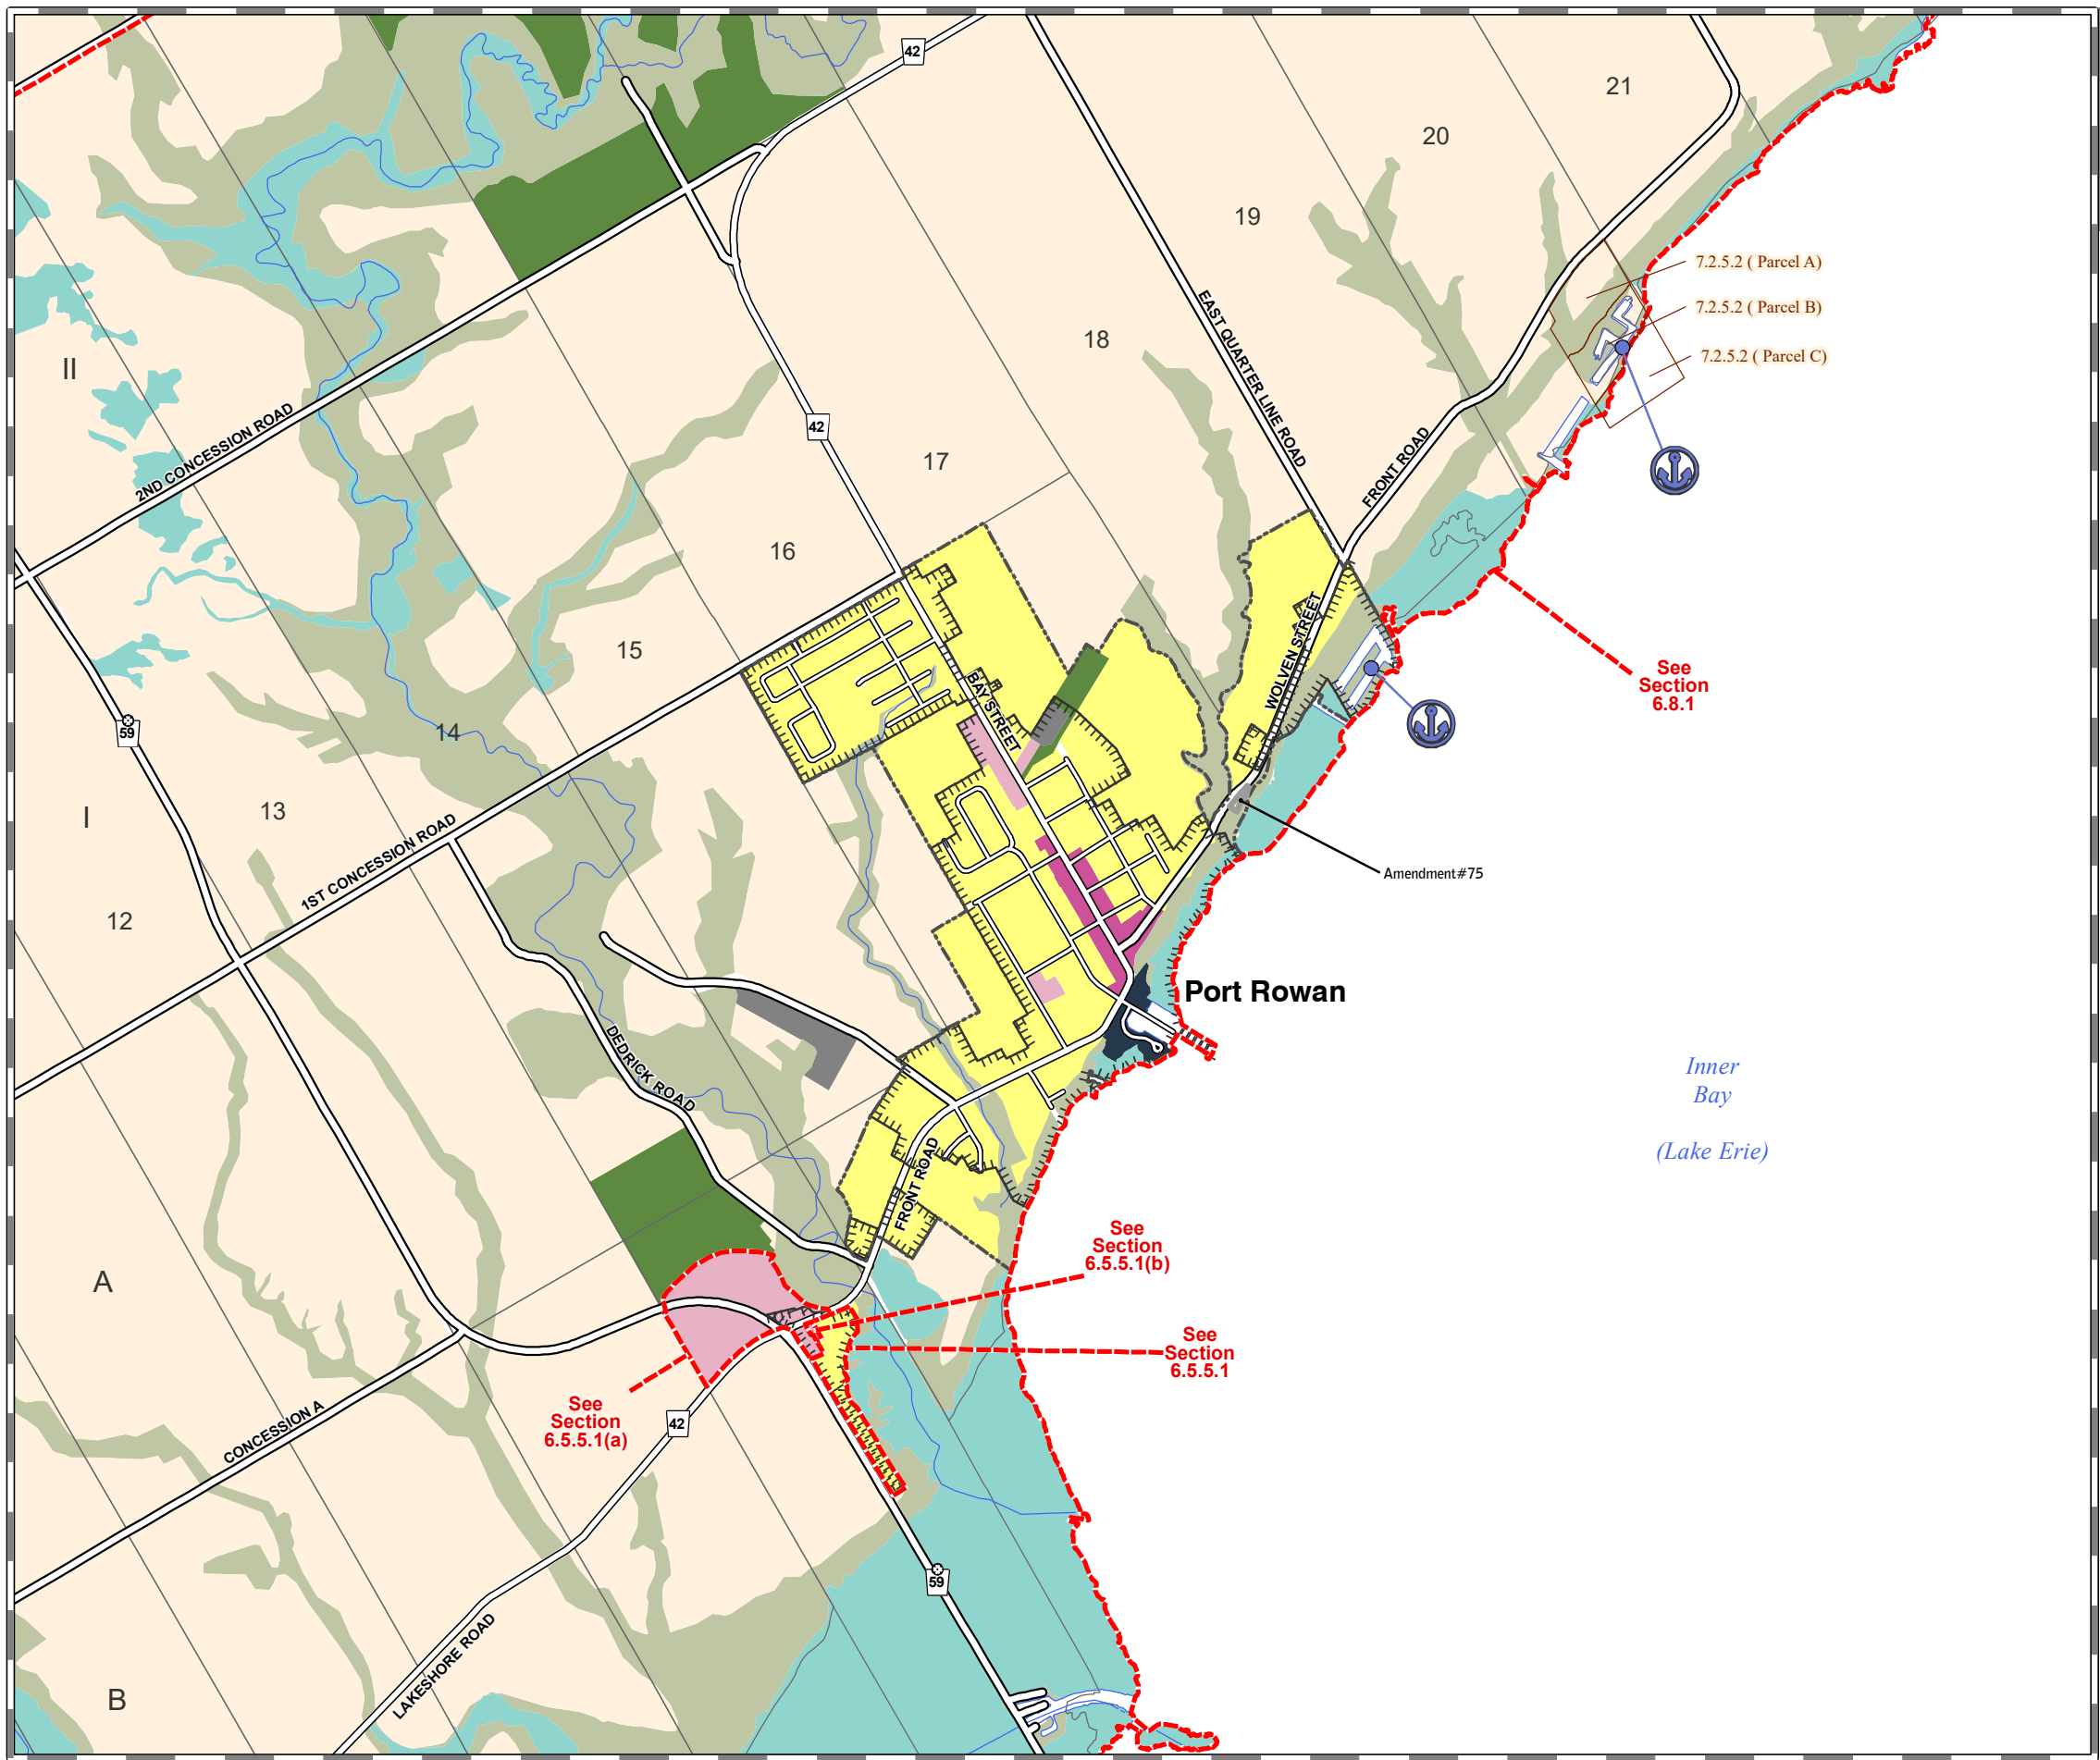 42
21
20
19
7.2.5.2 ( Parcel A)
7.2.5.2 ( Parcel B)
7.2.5.2 ( Parcel C)
18
EAST QUARTER LINE ROAD
II
2ND CONCESSION ROAD
42
17
FRONT ROAD
16
15
WOLVEN STREET
See
Section
6.8.1
BAY STREET
59
14
I
13
1ST CONCESSION ROAD
12
Amendment#75
Port Rowan
DEDRICK ROAD
Inner
Bay
(Lake Erie)
FRONT ROAD
See
Section
6.5.5.1(b)
A
See
Section
6.5.5.1
See
Section
6.5.5.1(a)
42
CONCESSION A
59
LAKESHORE ROAD
B